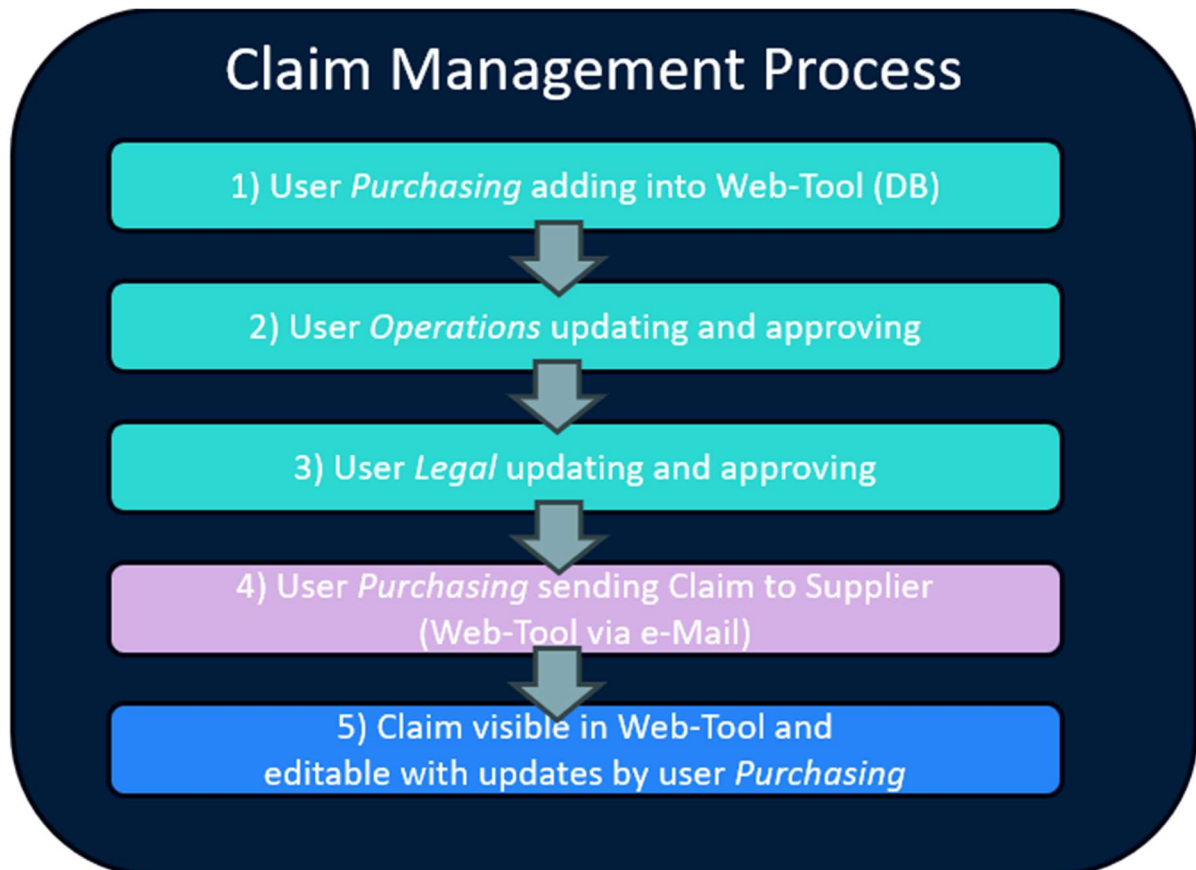 Claim Management Process
1) User Purchasing adding into Web-Tool (DB)
2) User Operations updating and approving
3) User Legal updating and approving
4) User Purchasing sending Claim to Supplier
(Web-Tool via e-Mail)
5) Claim visible in Web-Tool and
editable with updates by user Purchasing